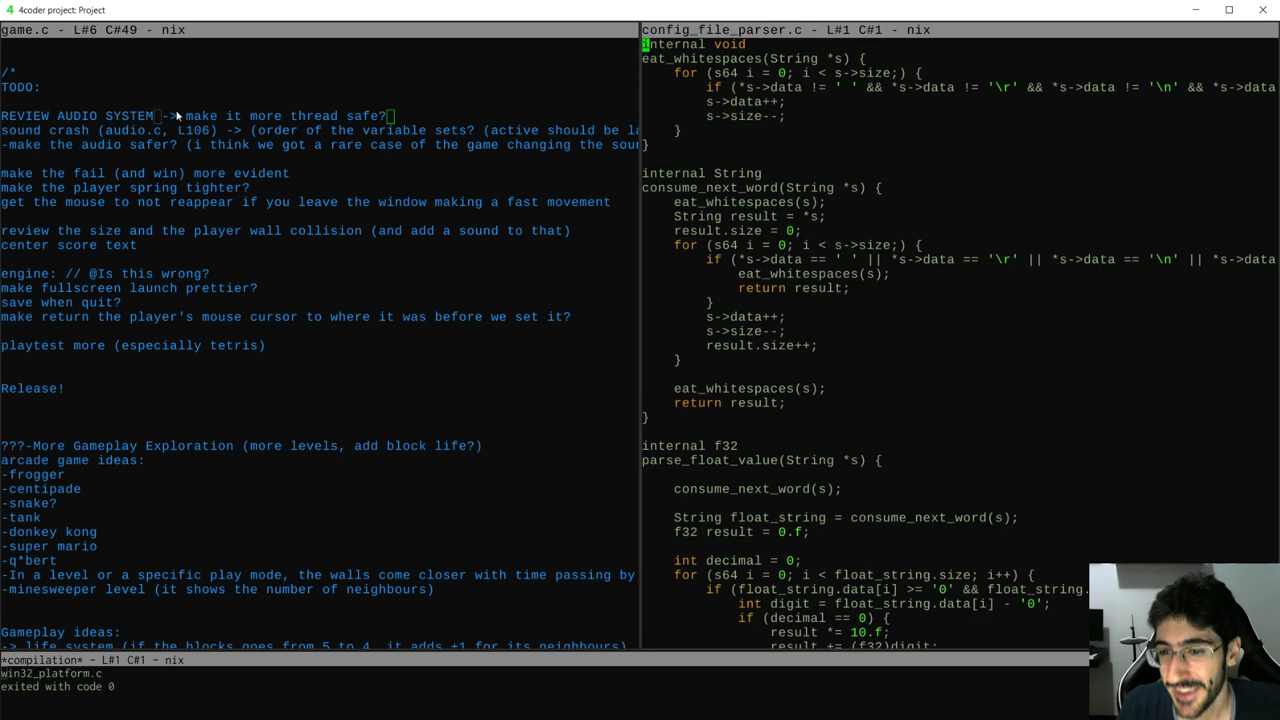 4coder project: Project
game.c - L#6 C#49 - nix
/*
TODO:
REVIEW AUDIO SYSTEM -> make it more thread safe?
sound crash (audio.c, L106) -> (order of the variable sets? (active should be la
-make the audio safer? (i think we got a rare case of the game changing the soun
make the fail (and win) more evident
make the player spring tighter?
get the mouse to not reappear if you leave the window making a fast movement
review the size and the player wall collision (and add a sound to that)
center score text
engine: // @Is this wrong?
make fullscreen launch prettier?
save when quit?
make return the player's mouse cursor to where it was before we set it?
playtest more (especially tetris)
Release!
???-More Gameplay Exploration (more levels, add block life?)
arcade game ideas:
-frogger
-centipade
-snake?
-tank
-donkey kong
-super mario
-q*bert
-In a level or a specific play mode, the walls come closer with time passing by
-minesweeper level (it shows the number of neighbours)
Gameplay ideas:
-> life system (if the blocks goes from 5 to 4, it adds +1 for its neighbours)
config_file_parser.c - L#1 C#1 - nix
internal void
eat_whitespaces(String *s) {
for (s64 i = 0; i < s->size;) {
if (*s->data != ' ' && *s->data != '\r' && *s->data != '\n' && *s->data
s->data++;
s->size--;
}
}
internal String
consume_next_word(String *s) {
eat_whitespaces(s);
String result = *s;
result.size = 0;
for (s64 i = 0; i < s->size;) {
if (*s->data == ' ' || *s->data == '\r' || *s->data == '\n' || *s->data
eat_whitespaces(s);
return result;
}
s->data++;
s->size--;
result.size++;
}
eat_whitespaces(s);
return result;
}
internal f32
parse_float_value(String *s) {
consume_next_word(s);
String float_string = consume_next_word(s);
f32 result = 0.f;
int decimal = 0;
for (s64 i = 0; i < float_string.size; i++) {
if (float_string.data[i] >= '0' && float_string.
int digit = float_string.data[i] - '0';
if (decimal == 0) {
result *= 10.f;
result += (f32)digit;
*compilation* - L#1 C#1 - nix
win32_platform.c
exited with code 0